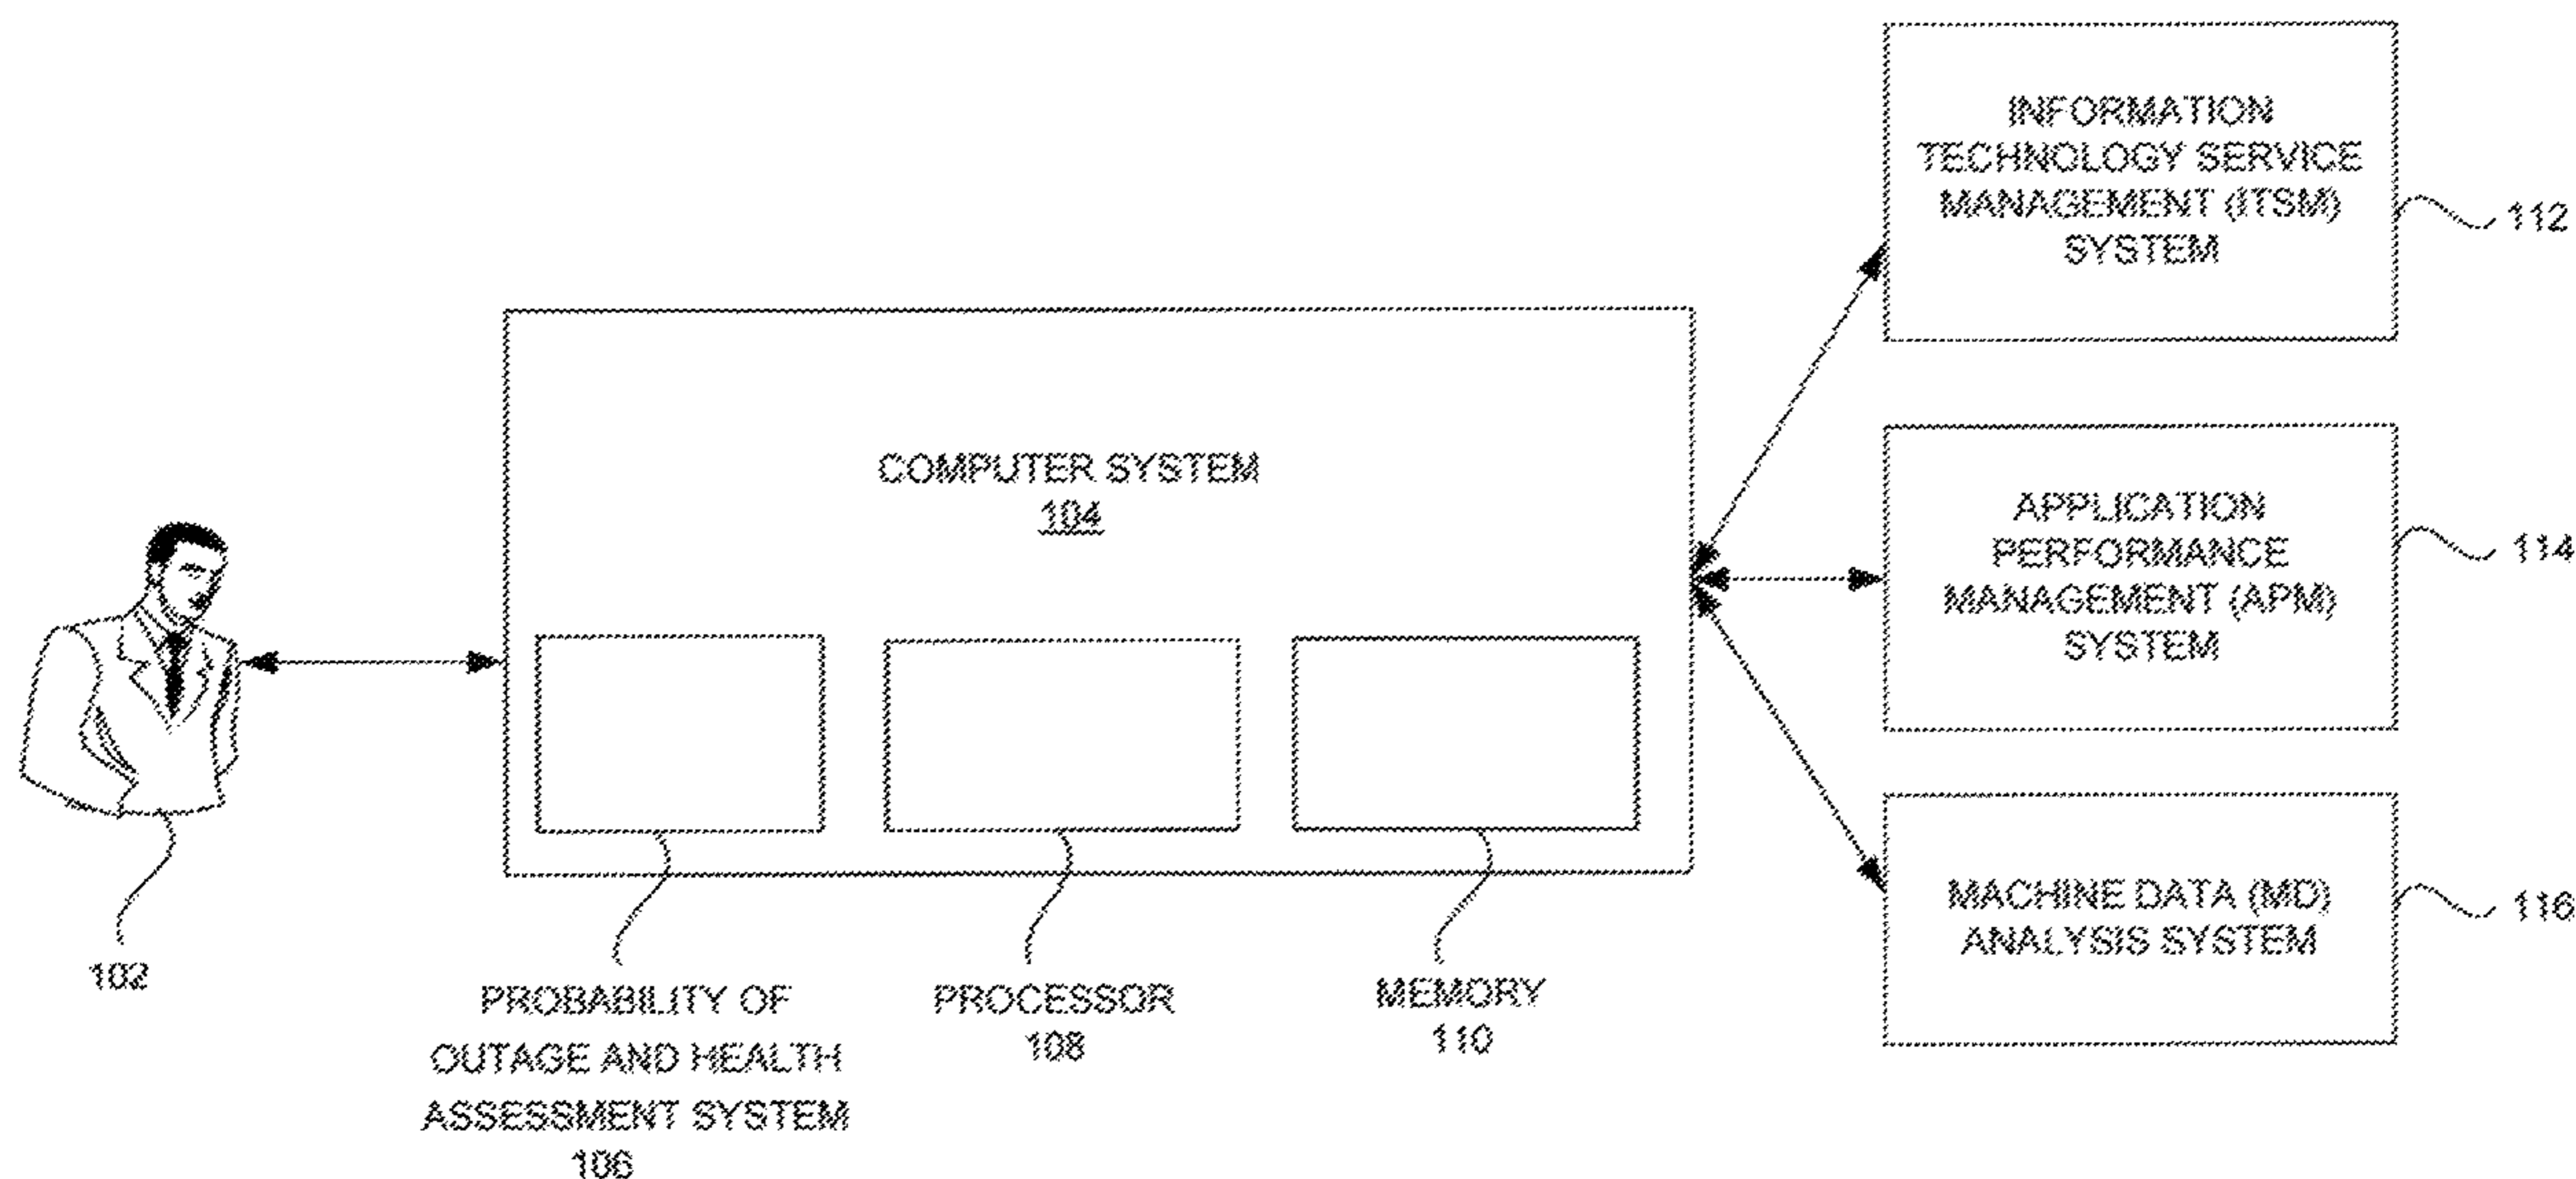 INFORMATION
TECHNOLOGY SERVICE
MANAGEMENT (ITSM)
SYSTEM
112
COMPUTER SYSTEM
104
APPLICATION
PERFORMANCE
MANAGEMENT (APM)
SYSTEM
114
MACHINE DATA (MD)
ANALYSIS SYSTEM
116
102
PROBABILITY OF
OUTAGE AND HEALTH
ASSESSMENT SYSTEM
106
PROCESSOR
108
MEMORY
110